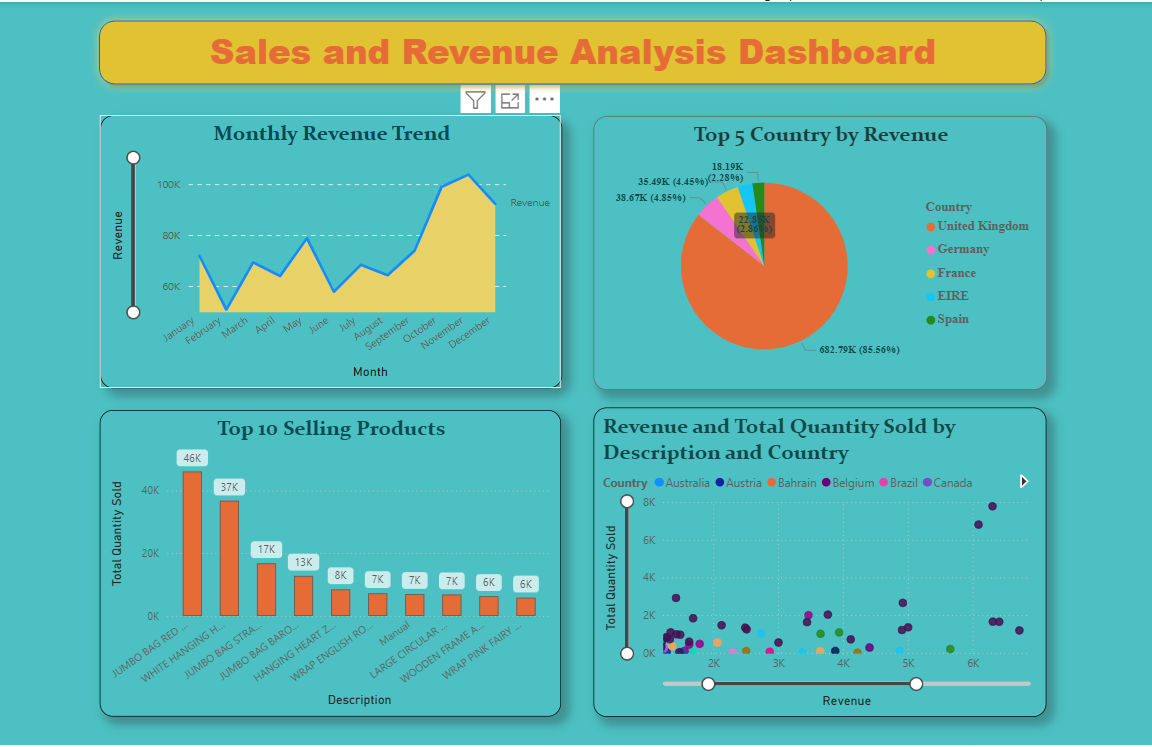 Sales and Revenue Analysis Dashboard
Monthly Revenue Trend
100K
80K
60K
Revenue
Revenue
January
February
March
April
May
June
July
August
September
October
November
December
Month
Top 5 Country by Revenue
18.19K
(2.28%)
35.49K (4.45%)
38.67K (4.85%)
(2.86%)
682.79K (85.56%)
Country
United Kingdom
Germany
France
EIRE
Spain
Top 10 Selling Products
Total Quantity Sold
40K
20K
0K
46K
37K
17K
13K
8K
7K
7K
7K
6K
6K
JUMBO BAG RED ...
WHITE HANGING H...
JUMBO BAG STRA...
JUMBO BAG BARO...
HANGING HEART Z...
WRAP ENGLISH RO...
Manual
LARGE CIRCULAR ...
WOODEN FRAME A...
WRAP PINK FAIRY ...
Description
Revenue and Total Quantity Sold by
Description and Country
Country Australia Austria Bahrain Belgium Brazil Canada
Total Quantity Sold
8K
6K
4K
2K
0K
2K 3K 4K 5K 6K
Revenue